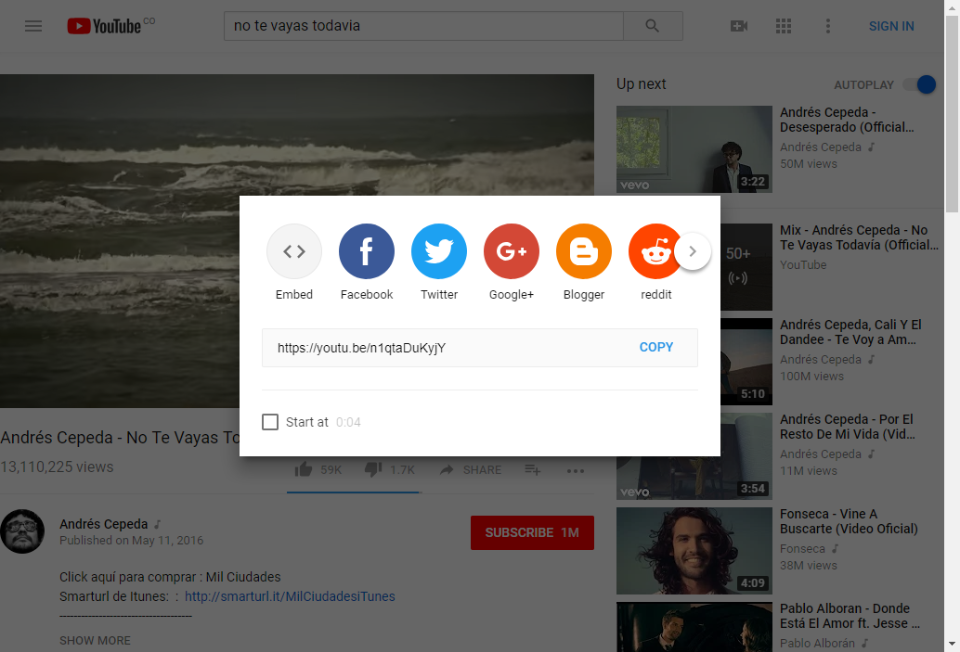 YouTube CO
no te vayas todavia
SIGN IN
Up next
AUTOPLAY
Andrés Cepeda -
Desesperado (Official...
Andrés Cepeda
50M views
vevo
3:22
50+
Mix - Andrés Cepeda - No
Te Vayas Todavía (Official...
YouTube
Andrés Cepeda, Cali Y El
Dandee - Te Voy a Am...
Andrés Cepeda
100M views
5:10
Andrés Cepeda - Por El
Resto De Mi Vida (Vid...
Andrés Cepeda
11M views
vevo
3:54
Fonseca - Vine A
Buscarte (Video Oficial)
Fonseca
38M views
4:09
Pablo Alboran - Donde
Está El Amor ft. Jesse ...
Pablo Alborán
Embed
Facebook
Twitter
G+
Google+
Blogger
reddit
https://youtu.be/n1qtaDuKyjY
COPY
Start at 0:04
Andrés Cepeda - No Te Vayas To
13,110,225 views
59K
1.7K
SHARE
Andrés Cepeda
Published on May 11, 2016
SUBSCRIBE 1M
Click aquí para comprar : Mil Ciudades
Smarturl de Itunes: : http://smarturl.it/MilCiudadesiTunes
----------------------------------------
SHOW MORE